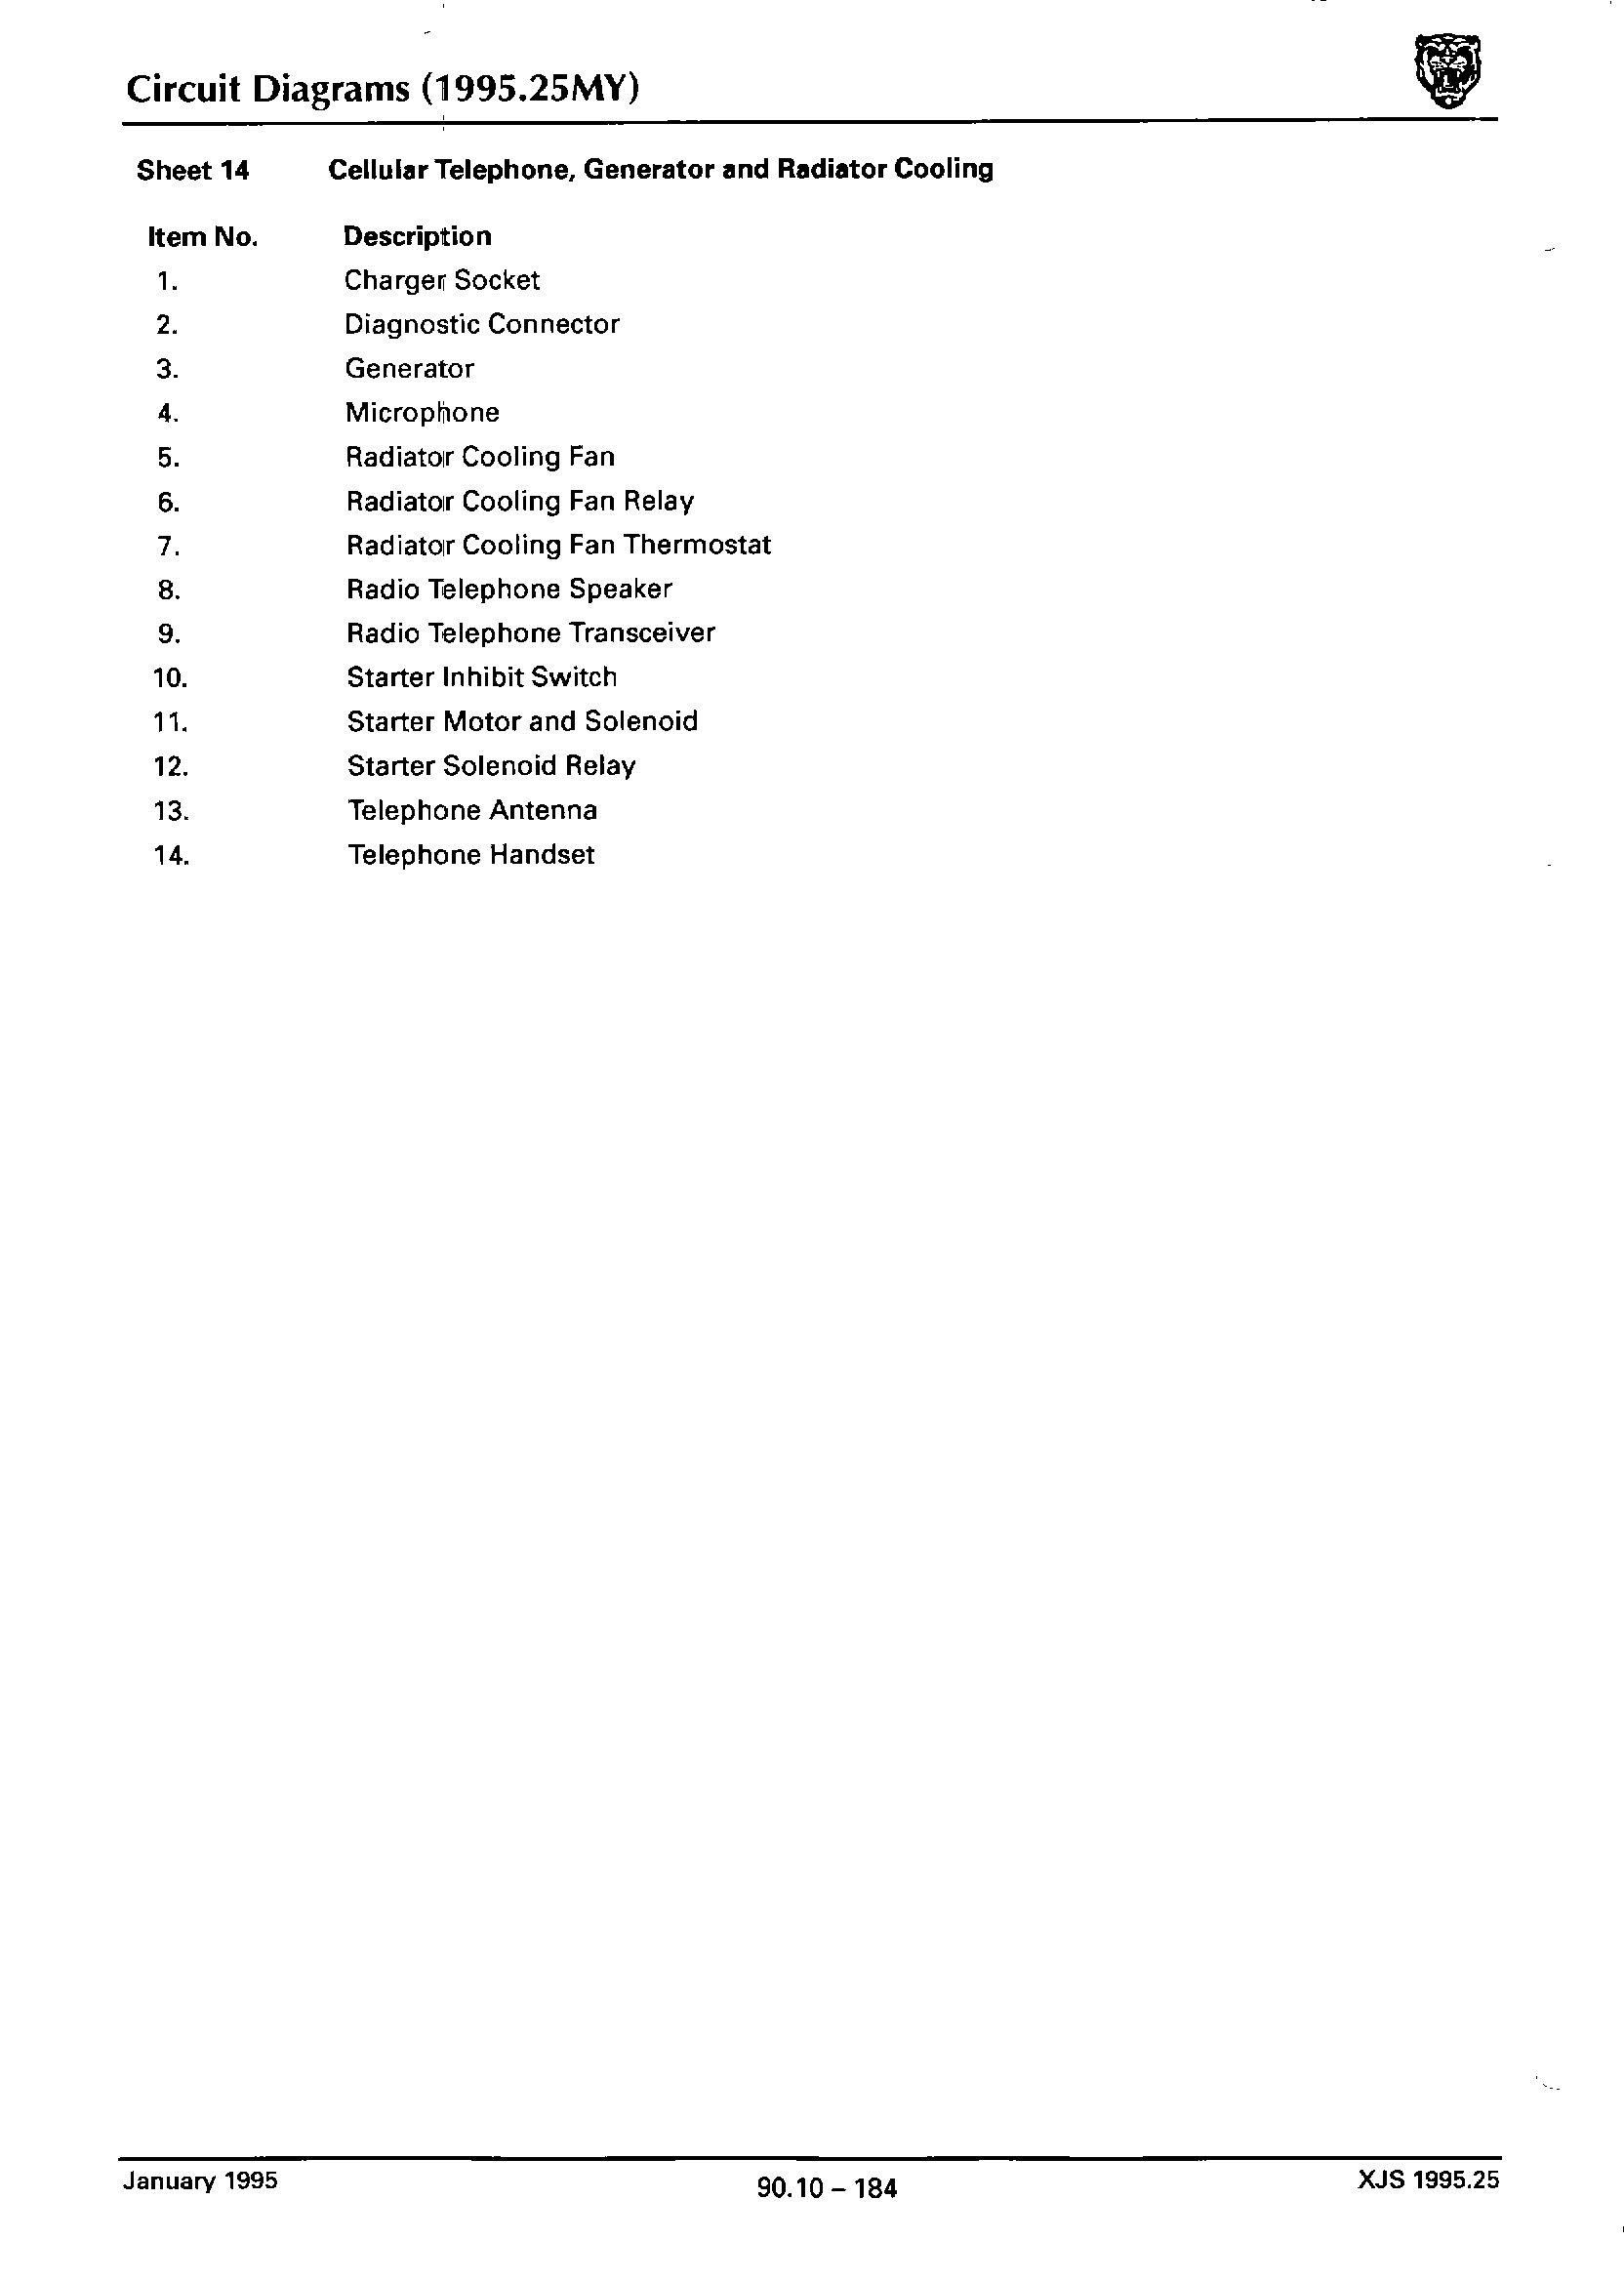 Circuit Diagrams (1995.25MY)
Sheet 14 Cellular Telephone, Generator and Radiator Cooling
Item No. Description
1. Charger Socket
2. Diagnostic Connector
3. Generator
4. Microphone
5. Radiator Cooling Fan
6. Radiator Cooling Fan Relay
7. Radiator Cooling Fan Thermostat
8. Radio Telephone Speaker
9. Radio Telephone Transceiver
10. Starter Inhibit Switch
11. Starter Motor and Solenoid
12. Starter Solenoid Relay
13. Telephone Antenna
14. Telephone Handset
January 1995 90.10 – 184 XJS 1995.25